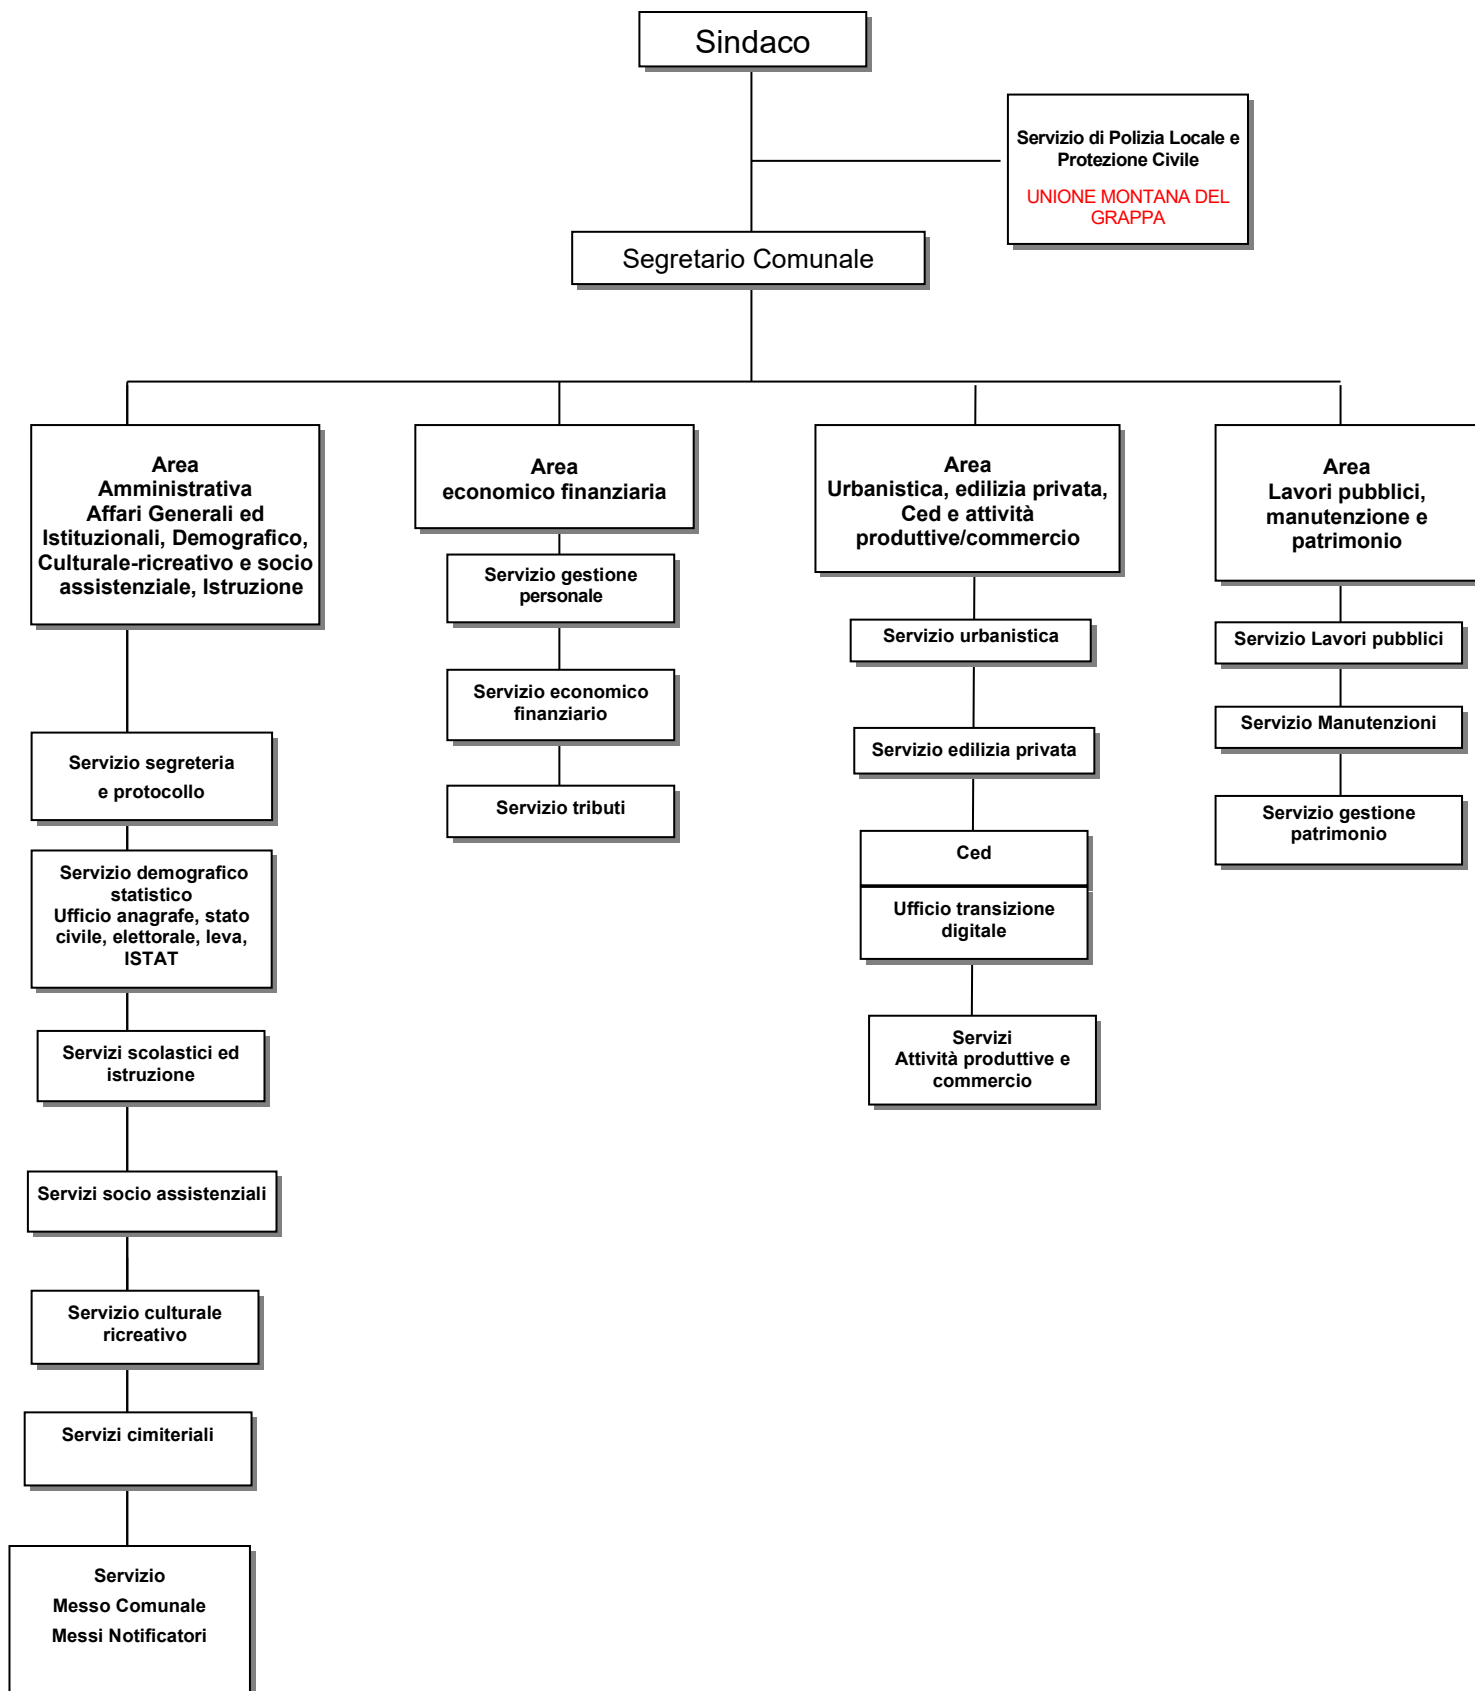 Sindaco
Servizio di Polizia Locale e
Protezione Civile
UNIONE MONTANA DEL
GRAPPA
Segretario Comunale
Area
Amministrativa
Affari Generali ed
Istituzionali, Demografico,
Culturale-ricreativo e socio
assistenziale, Istruzione
Servizio segreteria
e protocollo
Servizio demografico
statistico
Ufficio anagrafe, stato
civile, elettorale, leva,
ISTAT
Servizi scolastici ed
istruzione
Servizi socio assistenziali
Servizio culturale
ricreativo
Servizi cimiteriali
Servizio
Messo Comunale
Messi Notificatori
Area
economico finanziaria
Servizio gestione
personale
Servizio economico
finanziario
Servizio tributi
Area
Urbanistica, edilizia privata,
Ced e attività
produttive/commercio
Servizio urbanistica
Servizio edilizia privata
Ced
Ufficio transizione
digitale
Servizi
Attività produttive e
commercio
Area
Lavori pubblici,
manutenzione e
patrimonio
Servizio Lavori pubblici
Servizio Manutenzioni
Servizio gestione
patrimonio